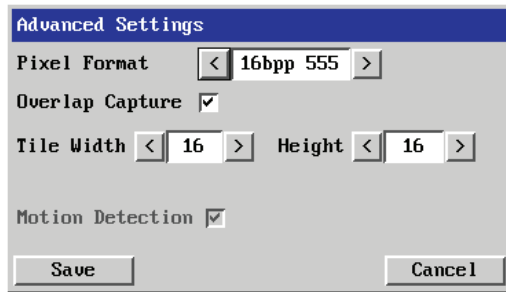 Advanced Settings
Pixel Format < 16bpp 555 >
Overlap Capture
Tile Width < 16 > Height < 16 >
Motion Detection
Save Cancel